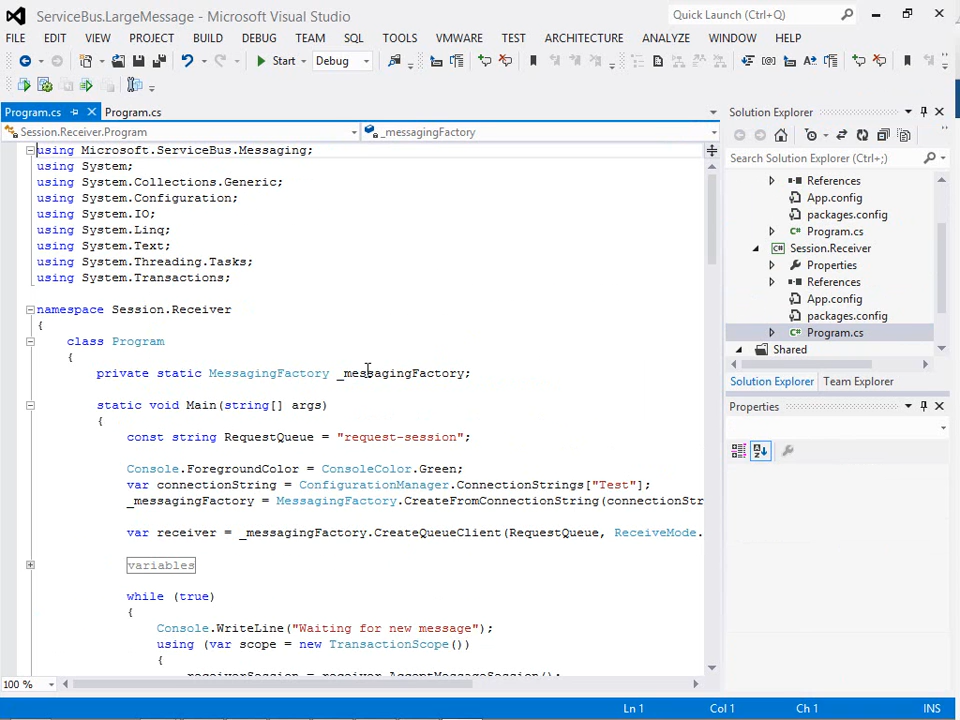 ServiceBus.LargeMessage - Microsoft Visual Studio
Quick Launch (Ctrl+;)
FILE EDIT VIEW PROJECT BUILD DEBUG TEAM SQL TOOLS VMWARE TEST ARCHITECTURE ANALYZE WINDOW HELP
Start Debug
Program.cs Program.cs
Session.Receiver.Program _messagingFactory
using Microsoft.ServiceBus.Messaging;
using System;
using System.Collections.Generic;
using System.Configuration;
using System.IO;
using System.Linq;
using System.Text;
using System.Threading.Tasks;
using System.Transactions;
namespace Session.Receiver
{
class Program
{
private static MessagingFactory _messagingFactory;
static void Main(string[] args)
{
const string RequestQueue = "request-session";
Console.ForegroundColor = ConsoleColor.Green;
var connectionString = ConfigurationManager.ConnectionStrings["Test"];
_messagingFactory = MessagingFactory.CreateFromConnectionString(connectionStr
var receiver = _messagingFactory.CreateQueueClient(RequestQueue, ReceiveMode.
variables
while (true)
{
Console.WriteLine("Waiting for new message");
using (var scope = new TransactionScope())
{
receiverSession = receiver.AcceptMessageSession();
100 %
Solution Explorer
Search Solution Explorer (Ctrl+;)
References
App.config
packages.config
Program.cs
Session.Receiver
Properties
References
App.config
packages.config
Program.cs
Shared
Solution Explorer Team Explorer
Properties
Ln 1 Col 1 Ch 1 INS